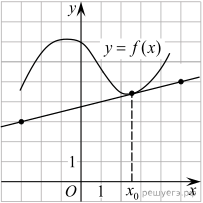 y
y = f(x)
1
O 1 x₀ x
решуегэ.рф